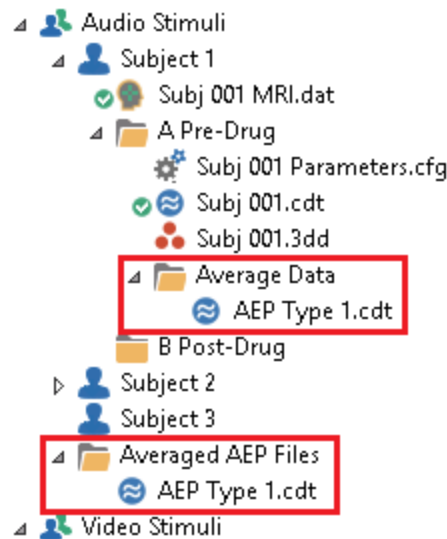 Audio Stimuli
Subject 1
Subj 001 MRI.dat
A Pre-Drug
Subj 001 Parameters.cfg
Subj 001.cdt
Subj 001.3dd
Average Data
AEP Type 1.cdt
B Post-Drug
Subject 2
Subject 3
Averaged AEP Files
AEP Type 1.cdt
Video Stimuli